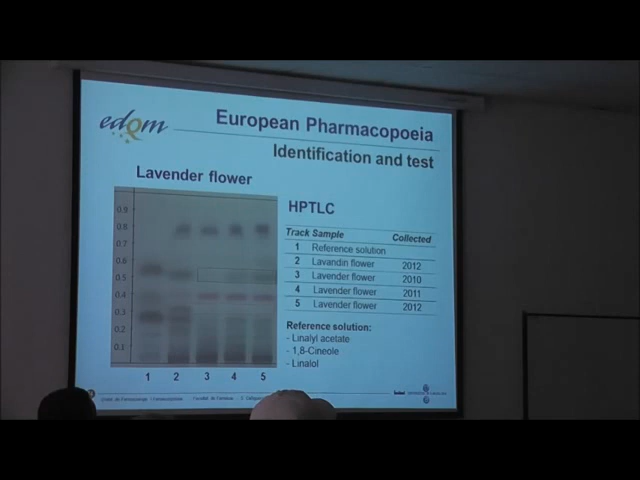 edQm
European Pharmacopoeia
Identification and test
Lavender flower
HPTLC
Track Sample Collected
1 Reference solution
2 Lavandin flower 2012
3 Lavender flower 2010
4 Lavender flower 2011
5 Lavender flower 2012
Reference solution:
- Linalyl acetate
- 1,8-Cineole
- Linalol
0.9
0.8
0.7
0.6
0.5
0.4
0.3
0.2
0.1
1 2 3 4 5